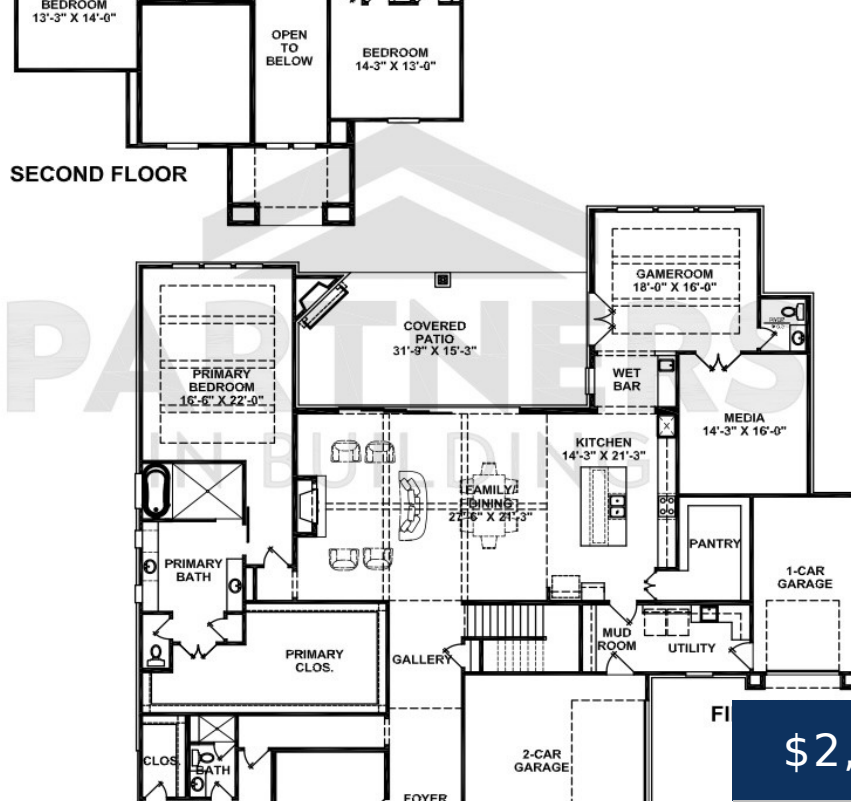 BEDROOM
13'-3" X 14'-0"
OPEN
TO
BELOW
BEDROOM
14-3" X 13'-0"
SECOND FLOOR
GAMEROOM
18'-0" X 16'-0"
COVERED
PATIO
31'-9" X 15'-3"
PARTNERS
IN BUILDING
PRIMARY
BEDROOM
16'-6" X 22'-0"
WET
BAR
MEDIA
14'-3" X 16'-0"
KITCHEN
14'-3" X 21'-3"
FAMILY/
DINING
27'-6" X 21'-3"
PANTRY
PRIMARY
BATH
1-CAR
GARAGE
MUD
ROOM
UTILITY
PRIMARY
CLOS.
GALLERY
FI
$2,
CLOS.
BATH
2-CAR
GARAGE
FOYER